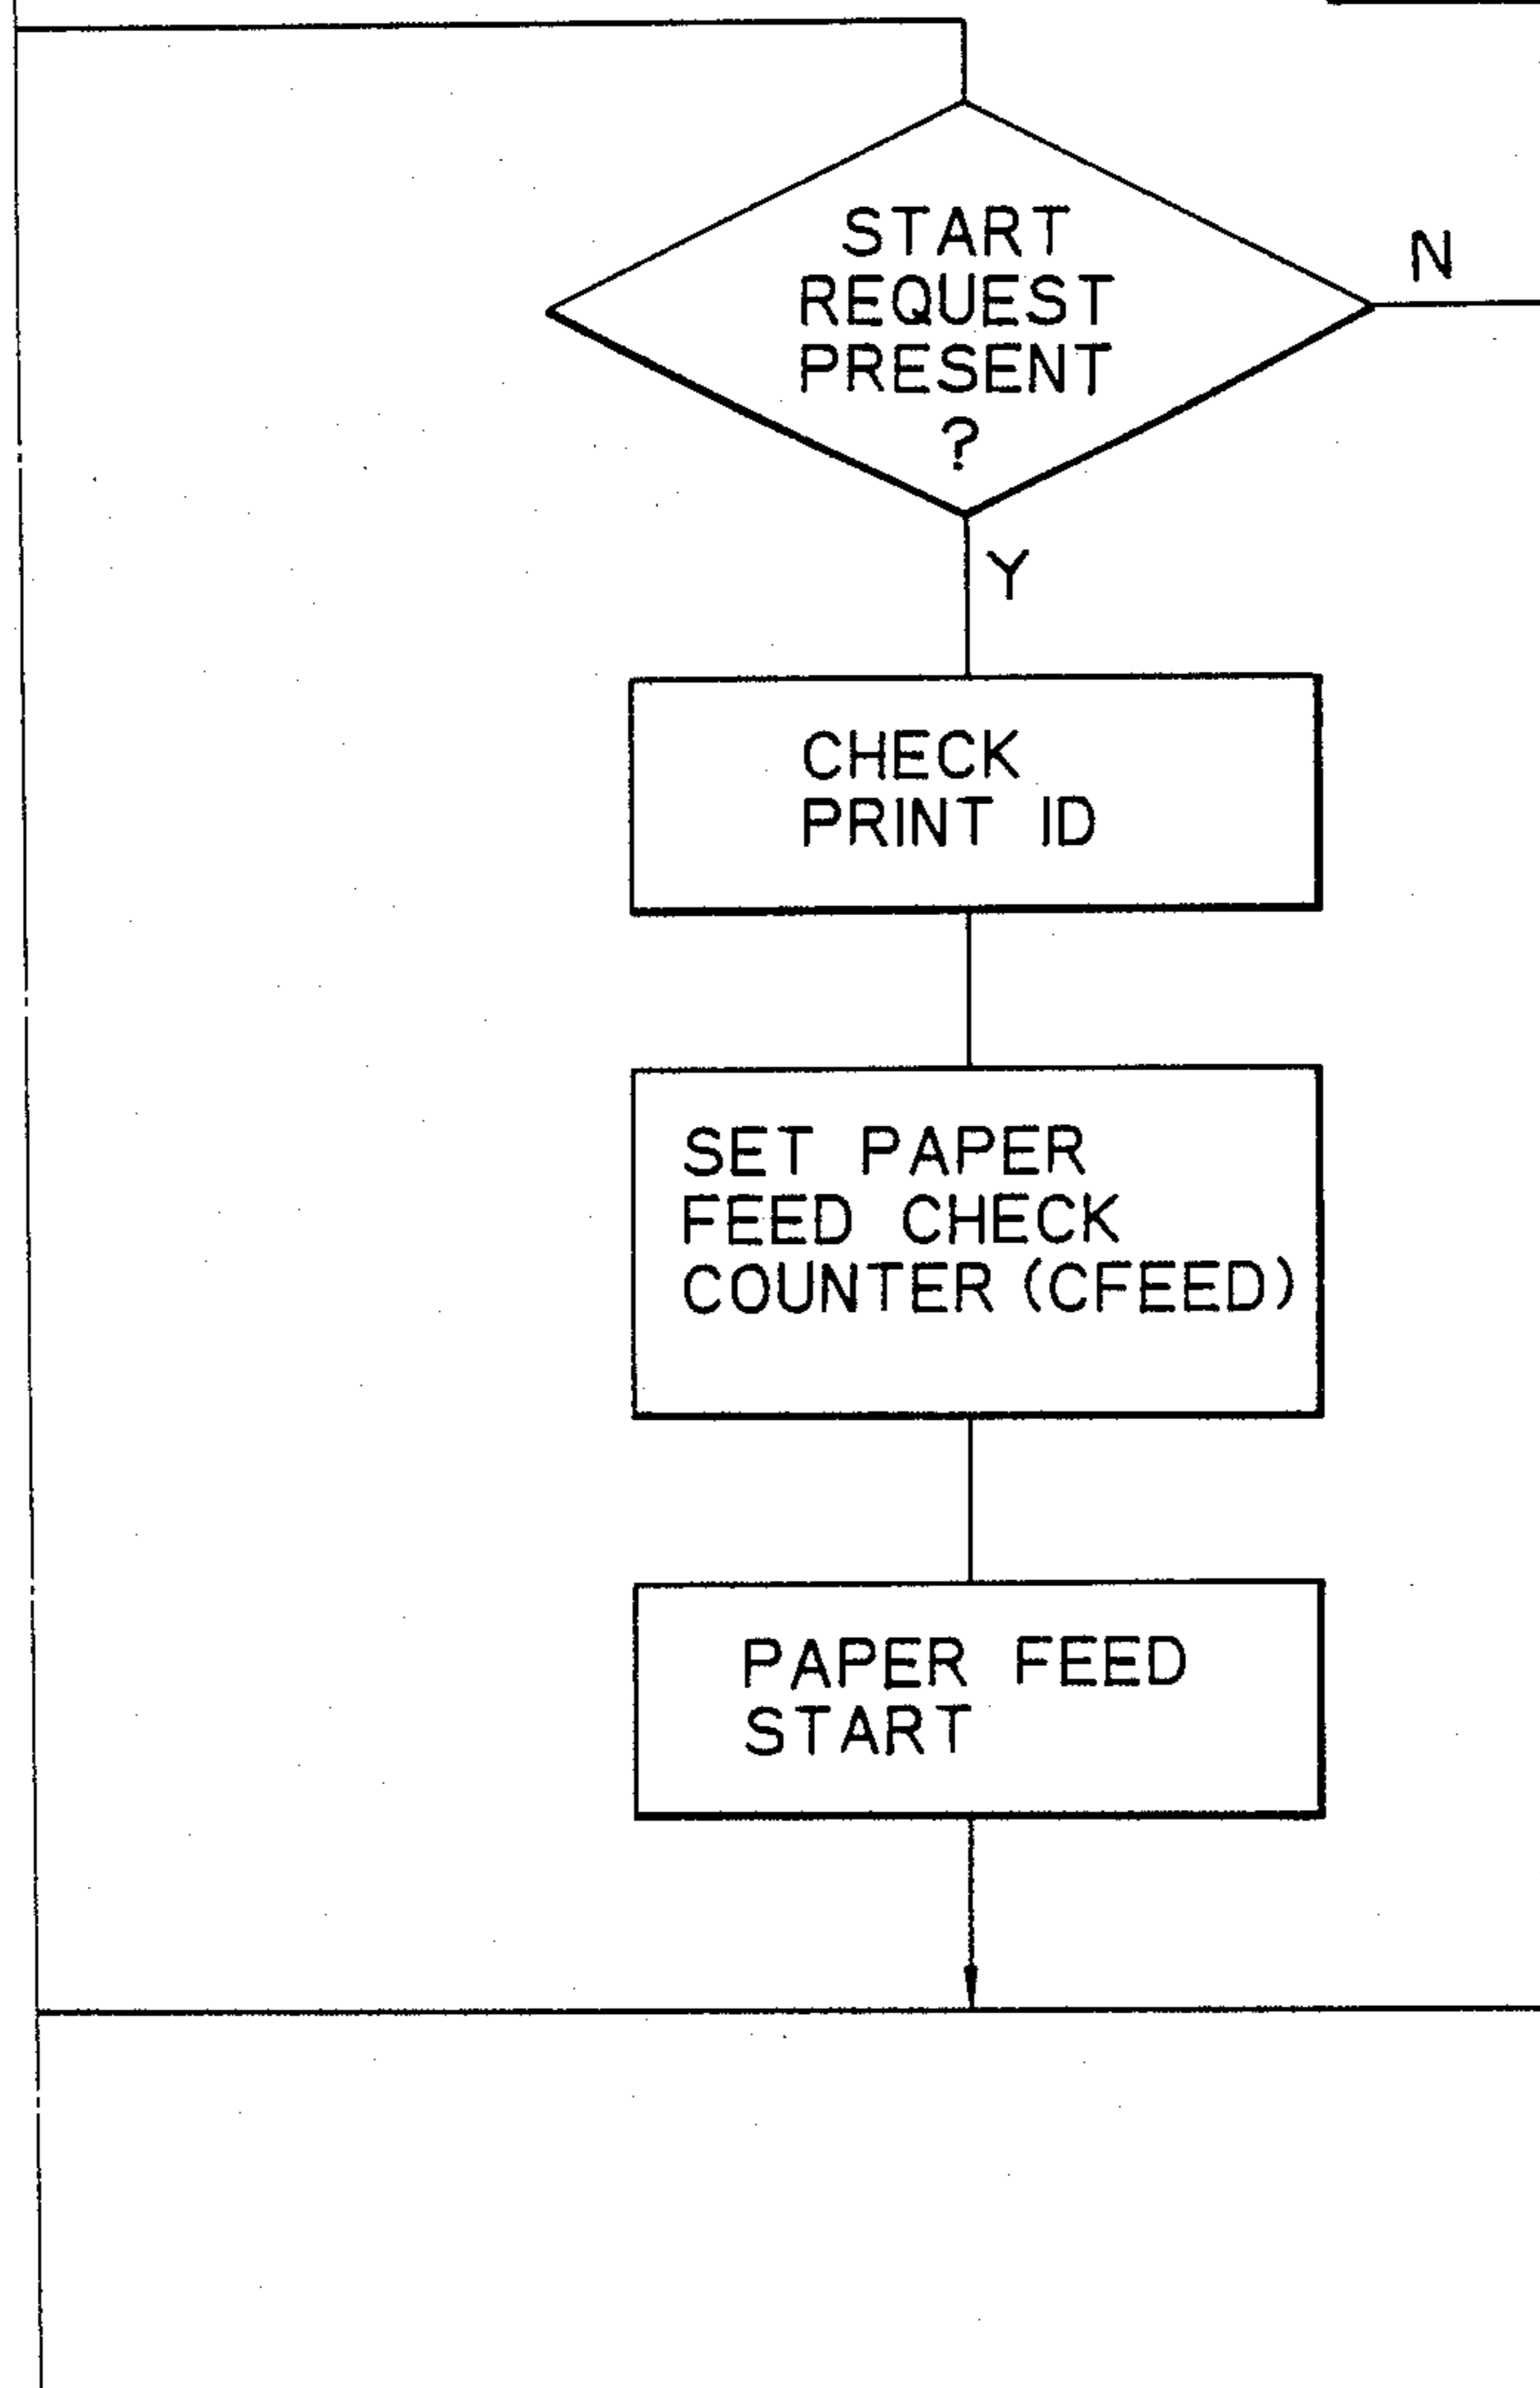 START
REQUEST
PRESENT
?
N
Y
CHECK
PRINT ID
SET PAPER
FEED CHECK
COUNTER (CFEED)
PAPER FEED
START